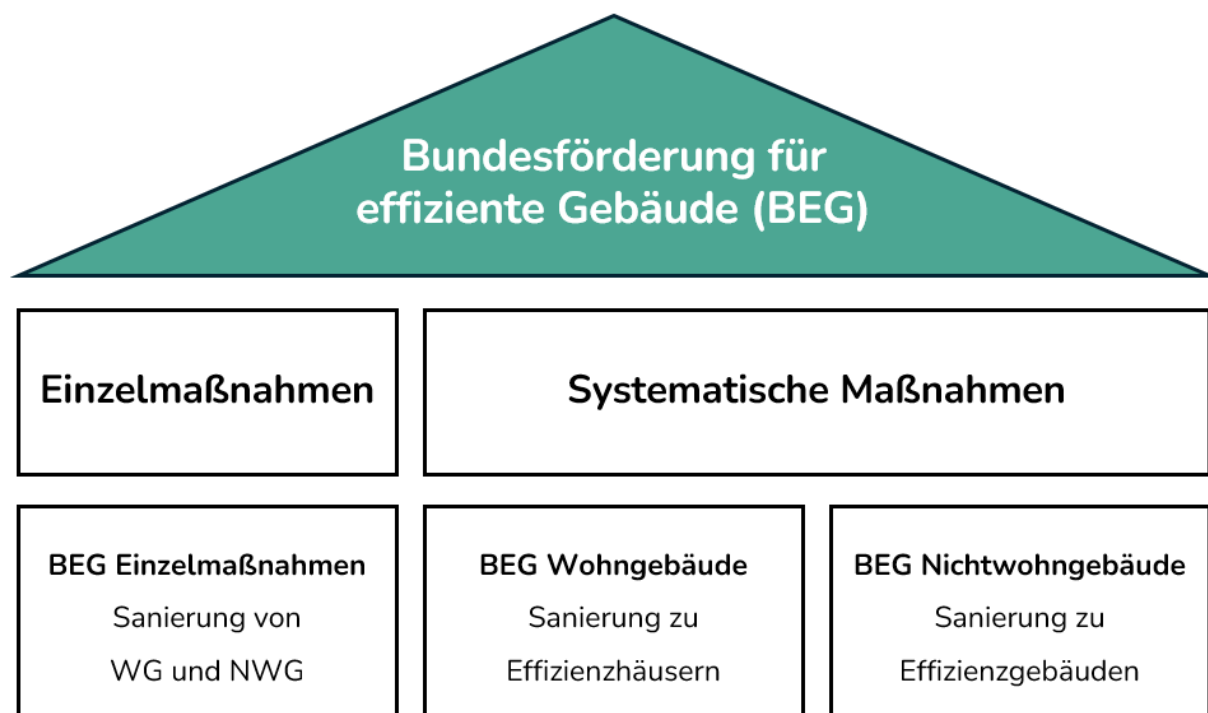 Bundesförderung für
effiziente Gebäude (BEG)
Einzelmaßnahmen
Systematische Maßnahmen
BEG Einzelmaßnahmen
Sanierung von
WG und NWG
BEG Wohngebäude
Sanierung zu
Effizienzhäusern
BEG Nichtwohngebäude
Sanierung zu
Effizienzgebäuden